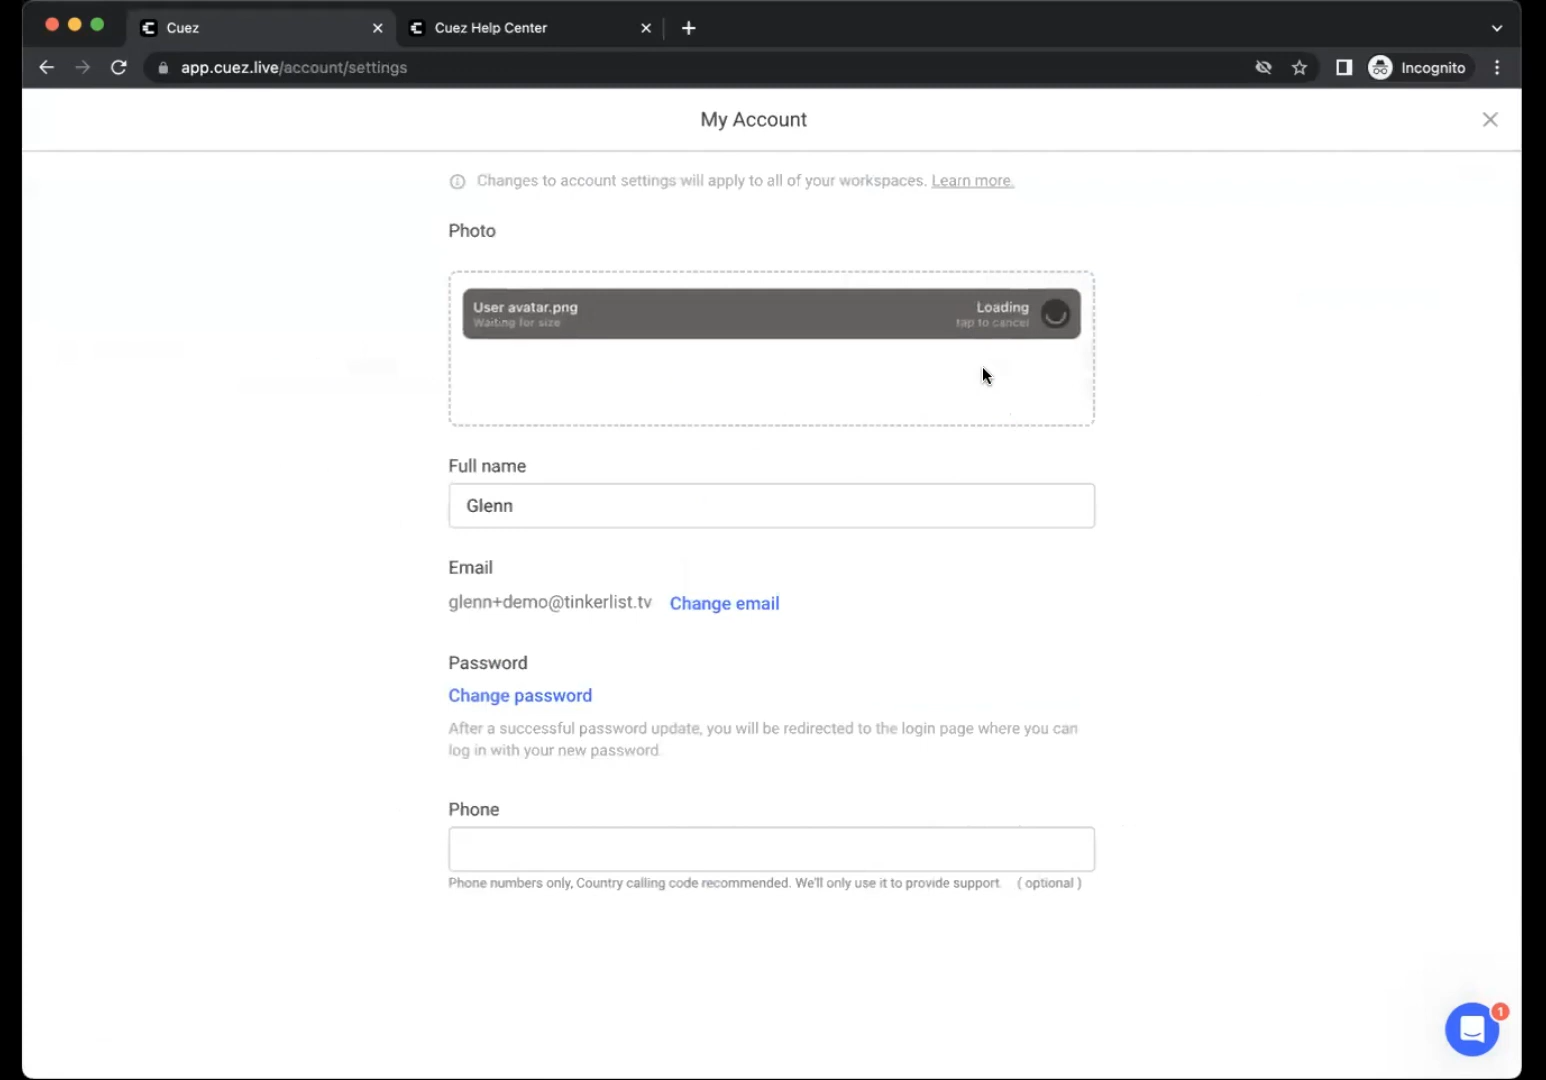 Cuez
Cuez Help Center
app.cuez.live/account/settings
Incognito
My Account
Changes to account settings will apply to all of your workspaces. Learn more.
Photo
User avatar.png
Loading
Waiting for size
tap to cancel
Full name
Glenn
Email
glenn+demo@tinkerlist.tv Change email
Password
Change password
After a successful password update, you will be redirected to the login page where you can
log in with your new password.
Phone
Phone numbers only, Country calling code recommended. We'll only use it to provide support. ( optional )
1